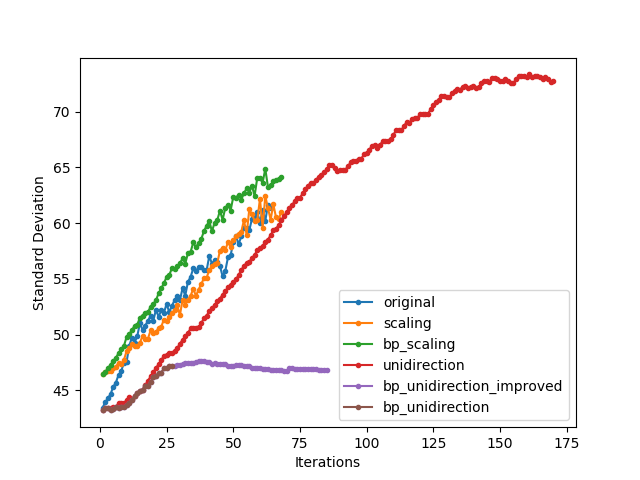 Standard Deviation
70
65
60
55
50
45
original
scaling
bp_scaling
unidirection
bp_unidirection_improved
bp_unidirection
0 25 50 75 100 125 150 175
Iterations